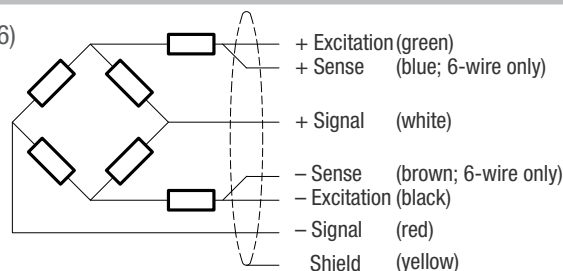 6)
+ Excitation (green)
+ Sense (blue; 6-wire only)
+ Signal (white)
– Sense (brown; 6-wire only)
– Excitation (black)
– Signal (red)
Shield (yellow)